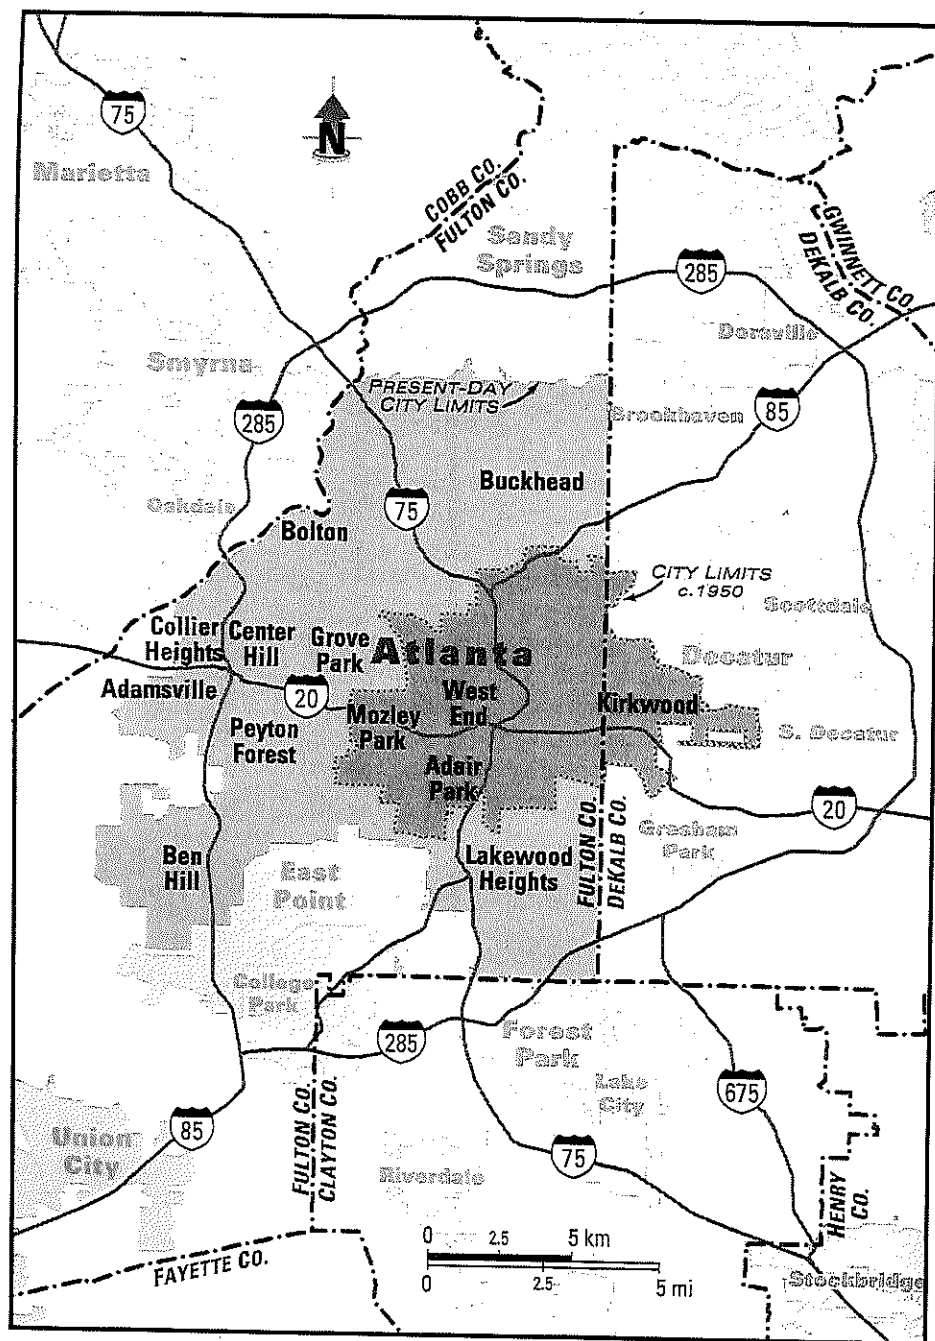 75
N
Marietta
COBB CO.
FULTON CO.
Sandy
Springs
285
GWINNETT CO.
DEKALB CO.
Doraville
Smyrna
PRESENT-DAY
CITY LIMITS
285
Brookhaven
85
Buckhead
75
Oakdale
Bolton
CITY LIMITS
c.1950
Scottdale
Collier
Heights
Center
Hill
Grove
Park
Atlanta
Decatur
Adamsville
20
West
End
Kirkwood
Mozley
Park
Peyton
Forest
S. Decatur
Adair
Park
20
FULTON CO.
DEKALB CO.
Gresham
Park
Ben
Hill
East
Point
Lakewood
Heights
College
Park
285
Forest
Park
Lake
City
675
Union
City
85
FULTON CO.
CLAYTON CO.
75
Riverdale
HENRY
CO.
FAYETTE CO.
0 2.5 5 km
0 2.5 5 mi
Stockbridge